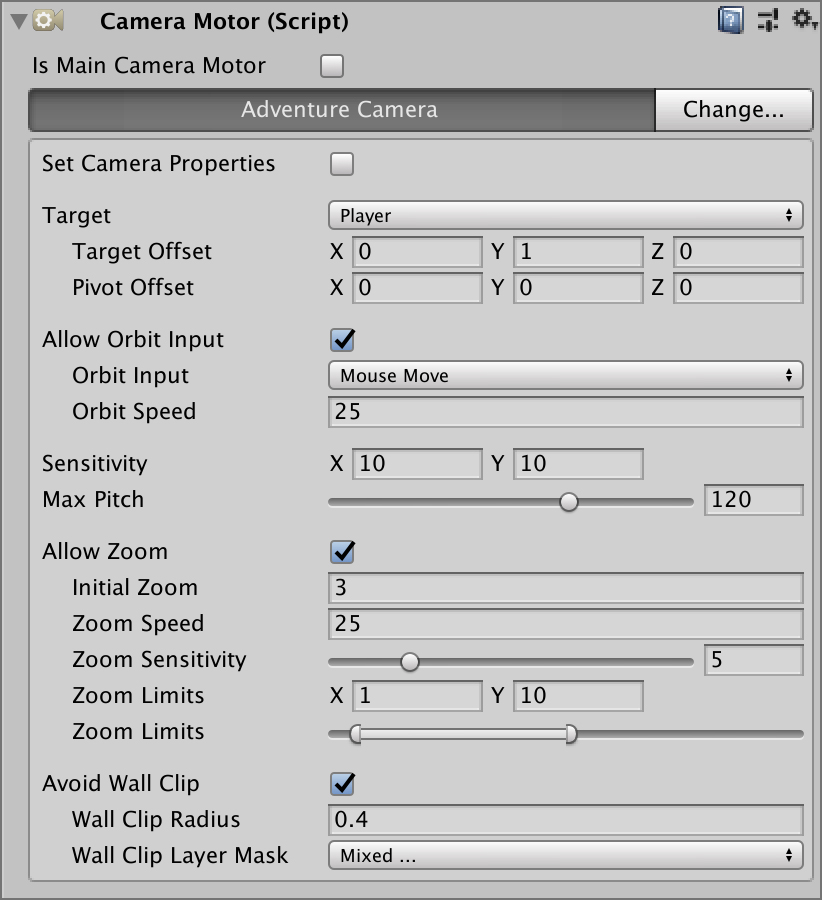 Camera Motor (Script)
Is Main Camera Motor
Adventure Camera Change...
Set Camera Properties
Target Player
Target Offset X 0 Y 1 Z 0
Pivot Offset X 0 Y 0 Z 0
Allow Orbit Input
Orbit Input Mouse Move
Orbit Speed 25
Sensitivity X 10 Y 10
Max Pitch 120
Allow Zoom
Initial Zoom 3
Zoom Speed 25
Zoom Sensitivity 5
Zoom Limits X 1 Y 10
Zoom Limits
Avoid Wall Clip
Wall Clip Radius 0.4
Wall Clip Layer Mask Mixed ...